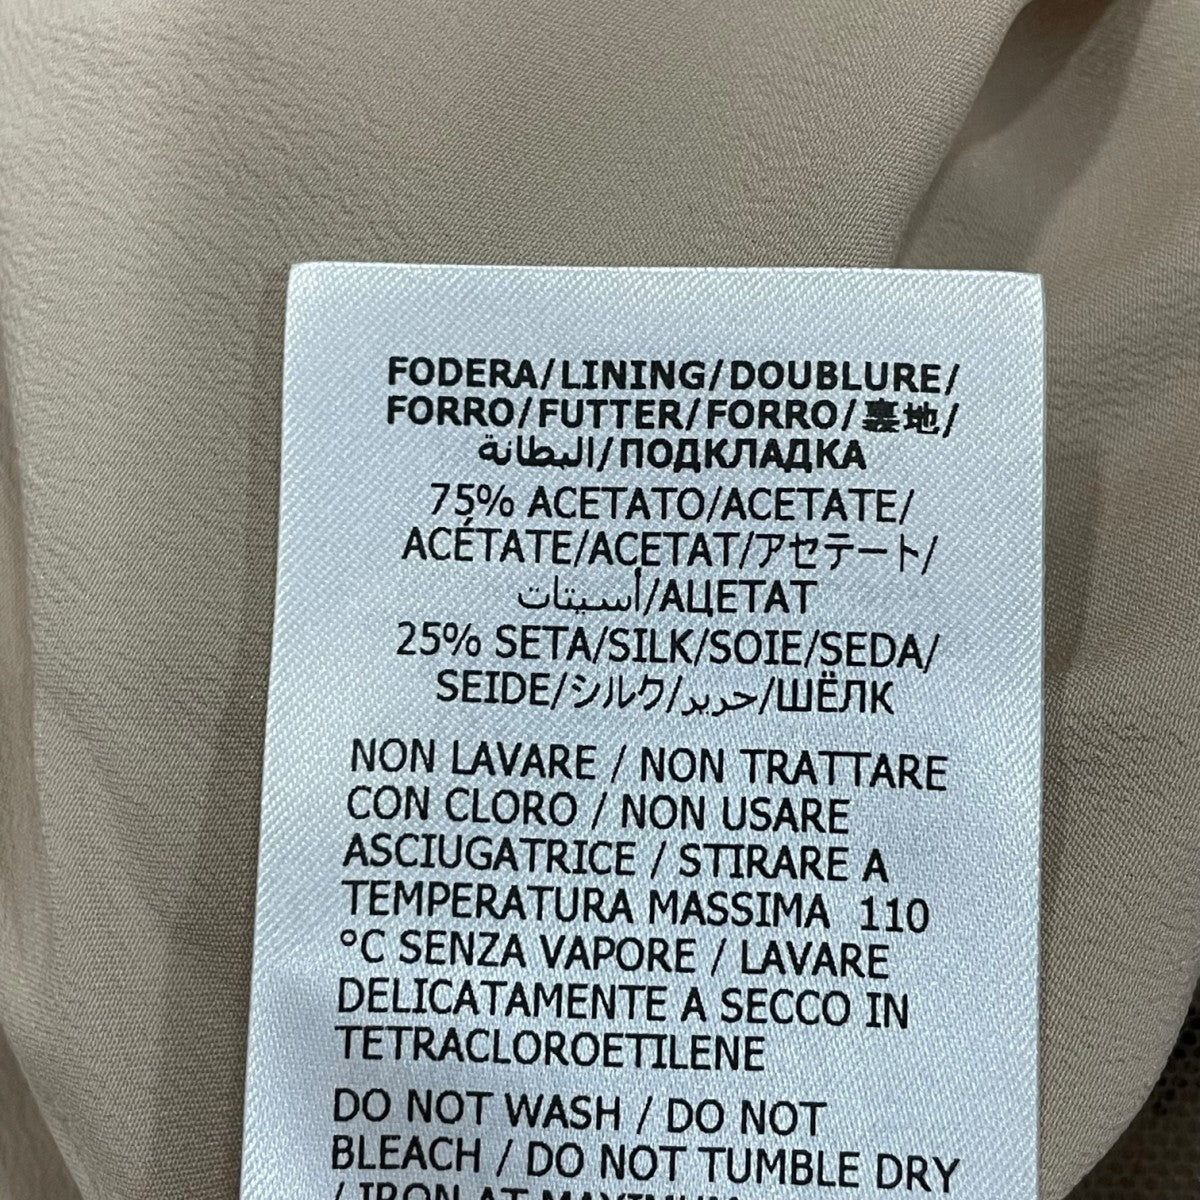 FODERA/LINING/DOUBLURE/
FORRO/FUTTER/FORRO/裏地/
البطانة/ПОДКЛАДКА
75% ACETATO/ACETATE/
ACÉTATE/ACETAT/アセテート/
أسيتات/АЦЕТАТ
25% SETA/SILK/SOIE/SEDA/
SEIDE/シルク/حرير/ШЁЛК
NON LAVARE / NON TRATTARE
CON CLORO / NON USARE
ASCIUGATRICE / STIRARE A
TEMPERATURA MASSIMA 110
°C SENZA VAPORE / LAVARE
DELICATAMENTE A SECCO IN
TETRACLOROETILENE
DO NOT WASH / DO NOT
BLEACH / DO NOT TUMBLE DRY
/ IRON AT MAXIMUM